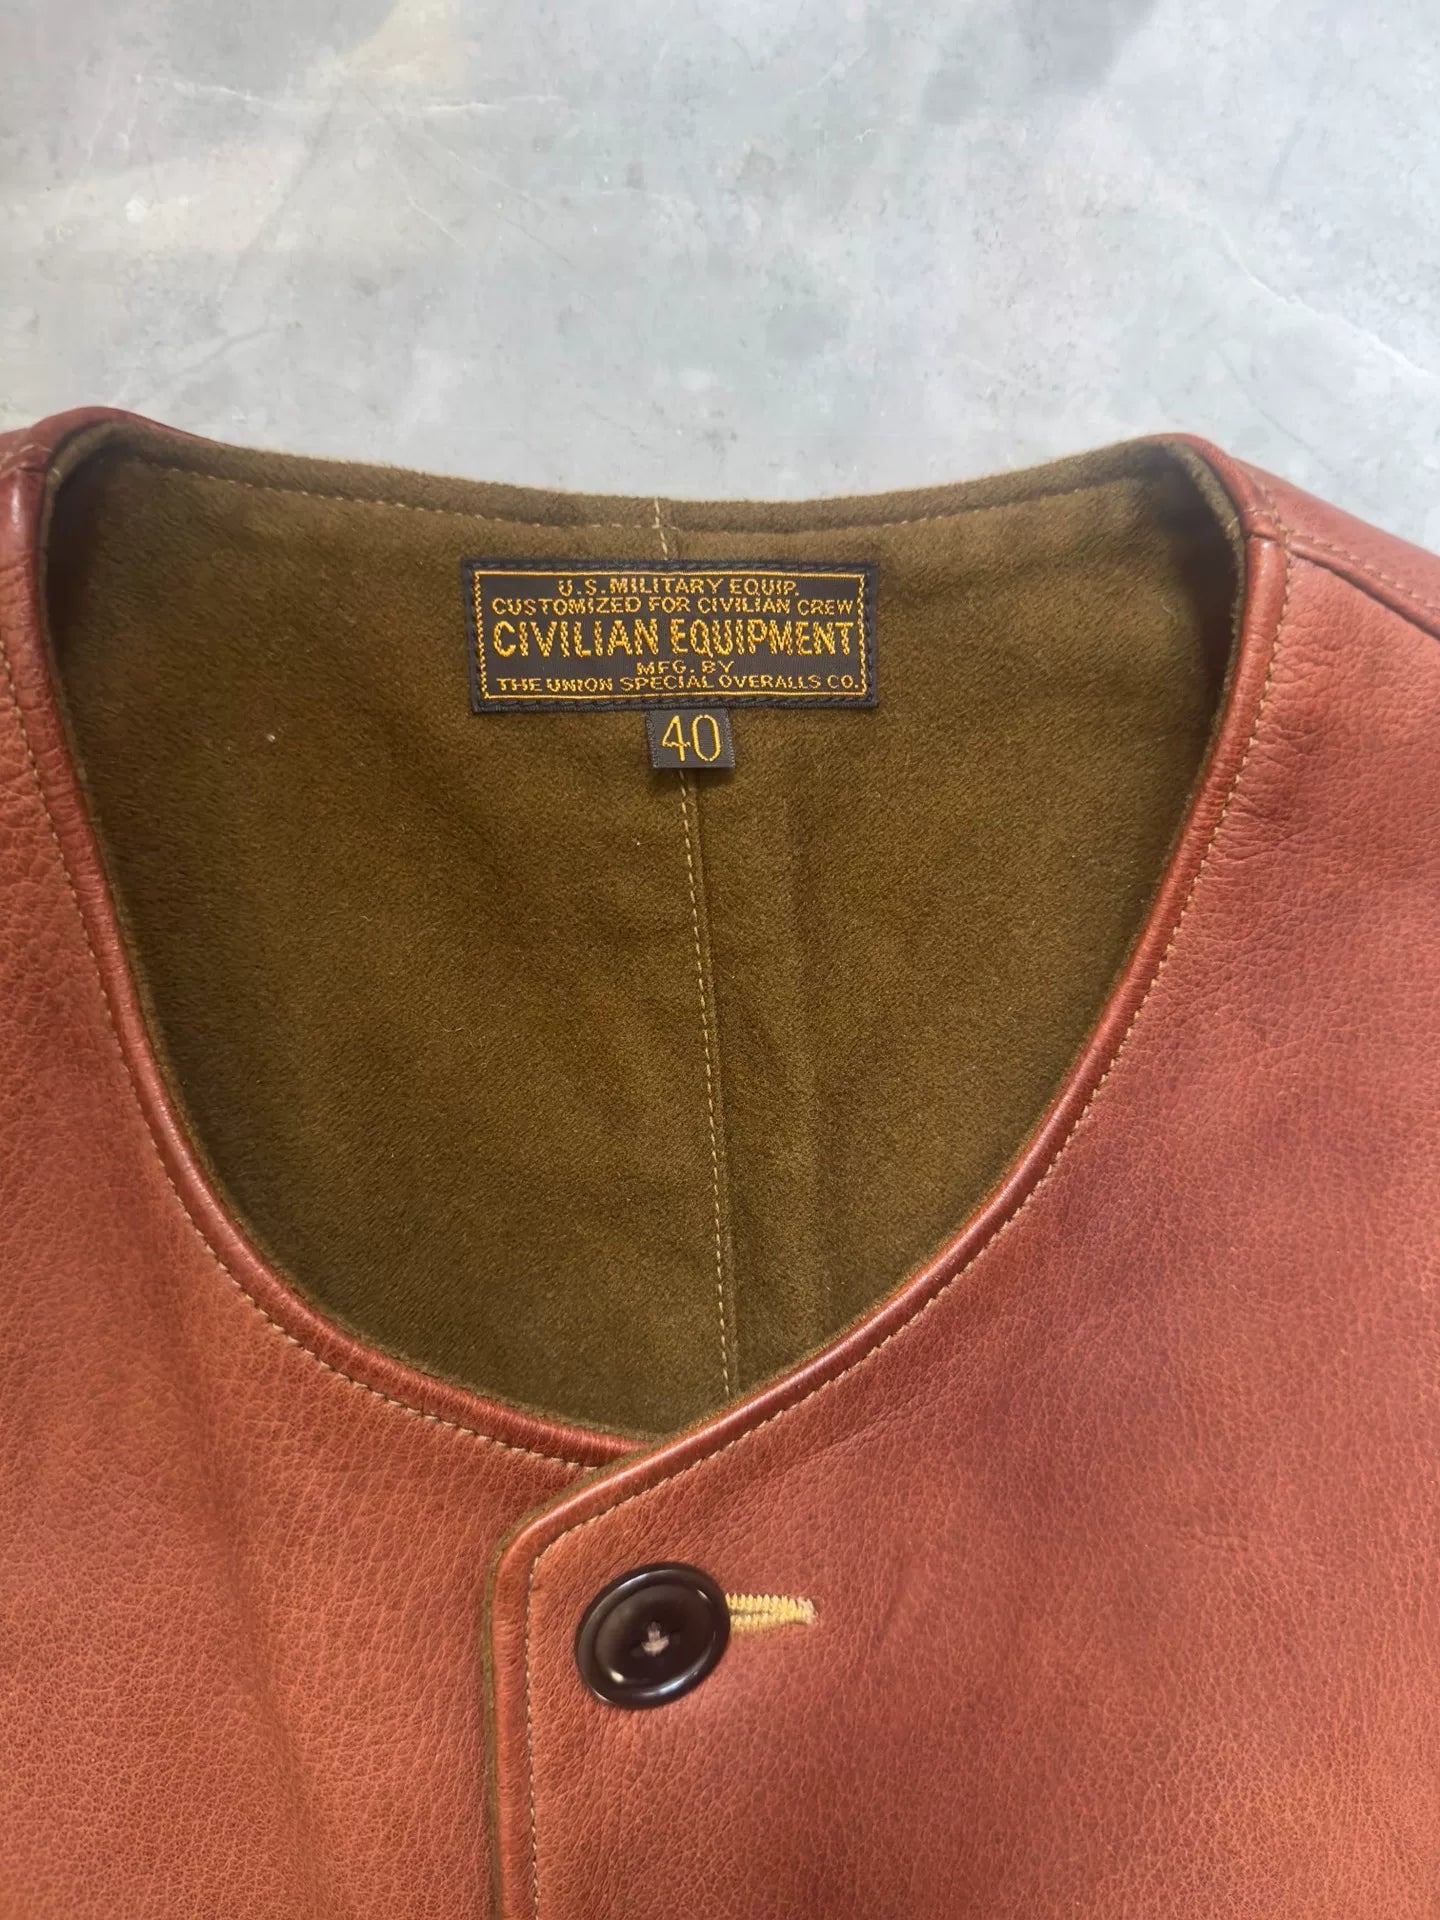 U.S. MILITARY EQUIP.
CUSTOMIZED FOR CIVILIAN CREW
CIVILIAN EQUIPMENT
MFG. BY
THE UNION SPECIAL OVERALLS CO.
40